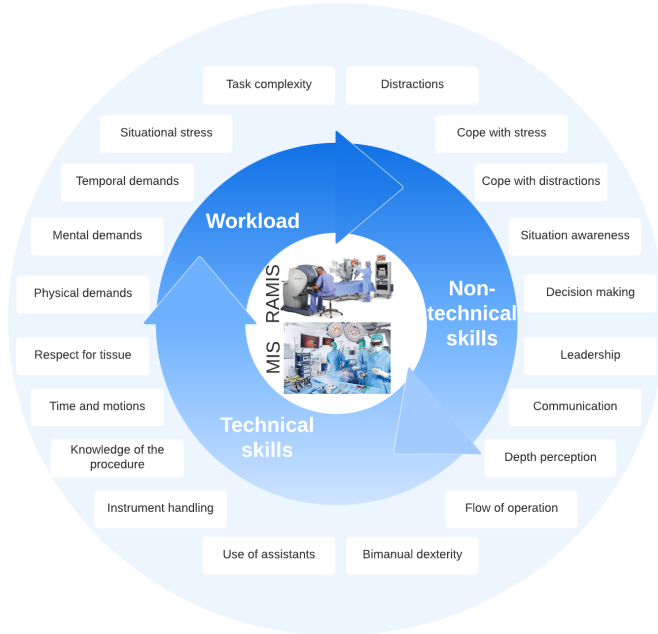 Task complexity
Distractions
Situational stress
Cope with stress
Temporal demands
Cope with distractions
Workload
Mental demands
Situation awareness
Physical demands
Non-
technical
skills
Decision making
RAMIS
MIS
Respect for tissue
Leadership
Time and motions
Communication
Technical
skills
Knowledge of the
procedure
Depth perception
Instrument handling
Flow of operation
Use of assistants
Bimanual dexterity